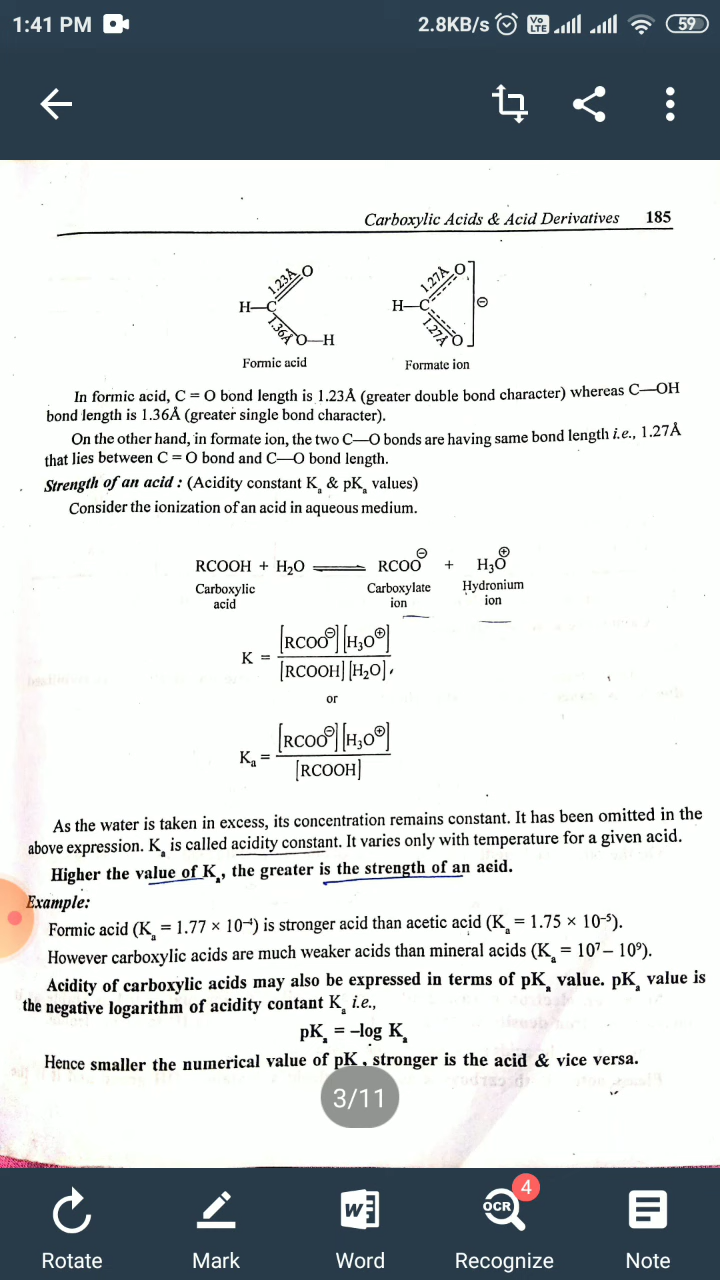 1:41 PM
2.8KB/s Vo LTE 59
Carboxylic Acids & Acid Derivatives 185
1.23Å O
H—C
1.36Å O—H
Formic acid
1.27Å O
H—C ⊖
1.27Å O
Formate ion
In formic acid, C = O bond length is 1.23Å (greater double bond character) whereas C—OH
bond length is 1.36Å (greater single bond character).
On the other hand, in formate ion, the two C—O bonds are having same bond length i.e., 1.27Å
that lies between C = O bond and C—O bond length.
Strength of an acid : (Acidity constant Kₐ & pKₐ values)
Consider the ionization of an acid in aqueous medium.
RCOOH + H₂O ⇌ RCOO⊖ + H₃O⊕
Carboxylic Carboxylate Hydronium
acid ion ion
K = [RCOO⊖] [H₃O⊕] / [RCOOH] [H₂O],
or
Kₐ = [RCOO⊖] [H₃O⊕] / [RCOOH]
As the water is taken in excess, its concentration remains constant. It has been omitted in the
above expression. Kₐ is called acidity constant. It varies only with temperature for a given acid.
Higher the value of Kₐ, the greater is the strength of an acid.
Example:
Formic acid (Kₐ = 1.77 × 10⁻⁴) is stronger acid than acetic acid (Kₐ = 1.75 × 10⁻⁵).
However carboxylic acids are much weaker acids than mineral acids (Kₐ = 10⁷ – 10⁹).
Acidity of carboxylic acids may also be expressed in terms of pKₐ value. pKₐ value is
the negative logarithm of acidity contant Kₐ i.e.,
pKₐ = –log Kₐ
Hence smaller the numerical value of pK , stronger is the acid & vice versa.
3/11
4
W OCR
Rotate Mark Word Recognize Note